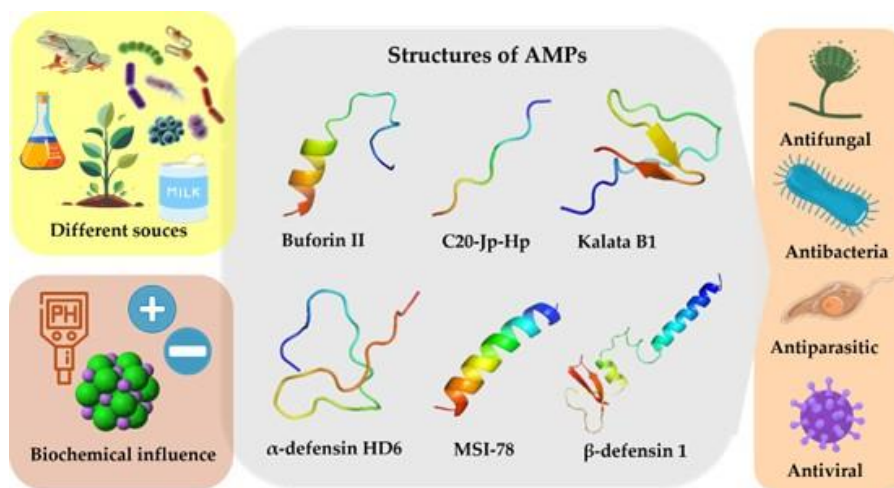 Structures of AMPs
MILK
Different souces
Buforin II
C20-Jp-Hp
Kalata B1
PH
Biochemical influence
α-defensin HD6
MSI-78
β-defensin 1
Antifungal
Antibacteria
Antiparasitic
Antiviral